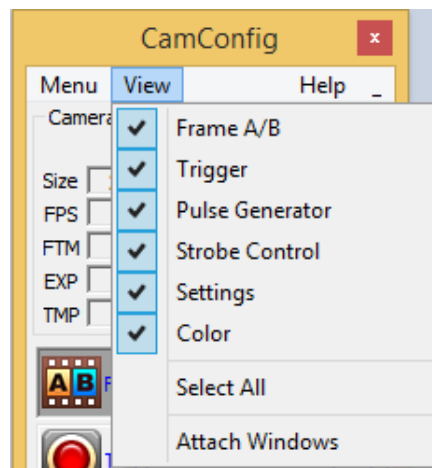 CamConfig
x
Menu View Help _
Camera
Frame A/B
Trigger
Size
Pulse Generator
FPS
Strobe Control
FTM
Settings
EXP
Color
TMP
Select All
A B F
Attach Windows